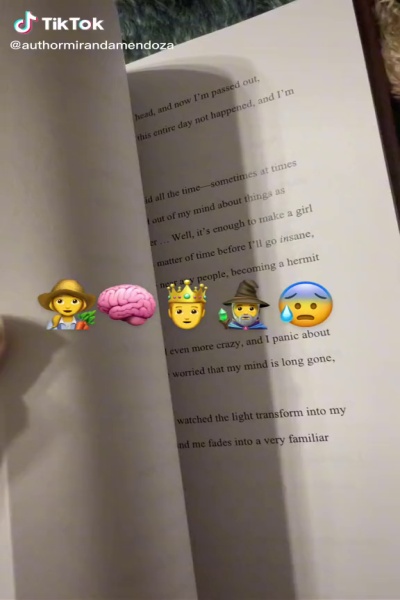 TikTok
@authormirandamendoza
head, and now I'm passed out,
this entire day not happened, and I'm
all the time—sometimes at times
out of my mind about things as
... Well, it's enough to make a girl
matter of time before I'll go insane,
people, becoming a hermit
even more crazy, and I panic about
worried that my mind is long gone,
watched the light transform into my
me fades into a very familiar